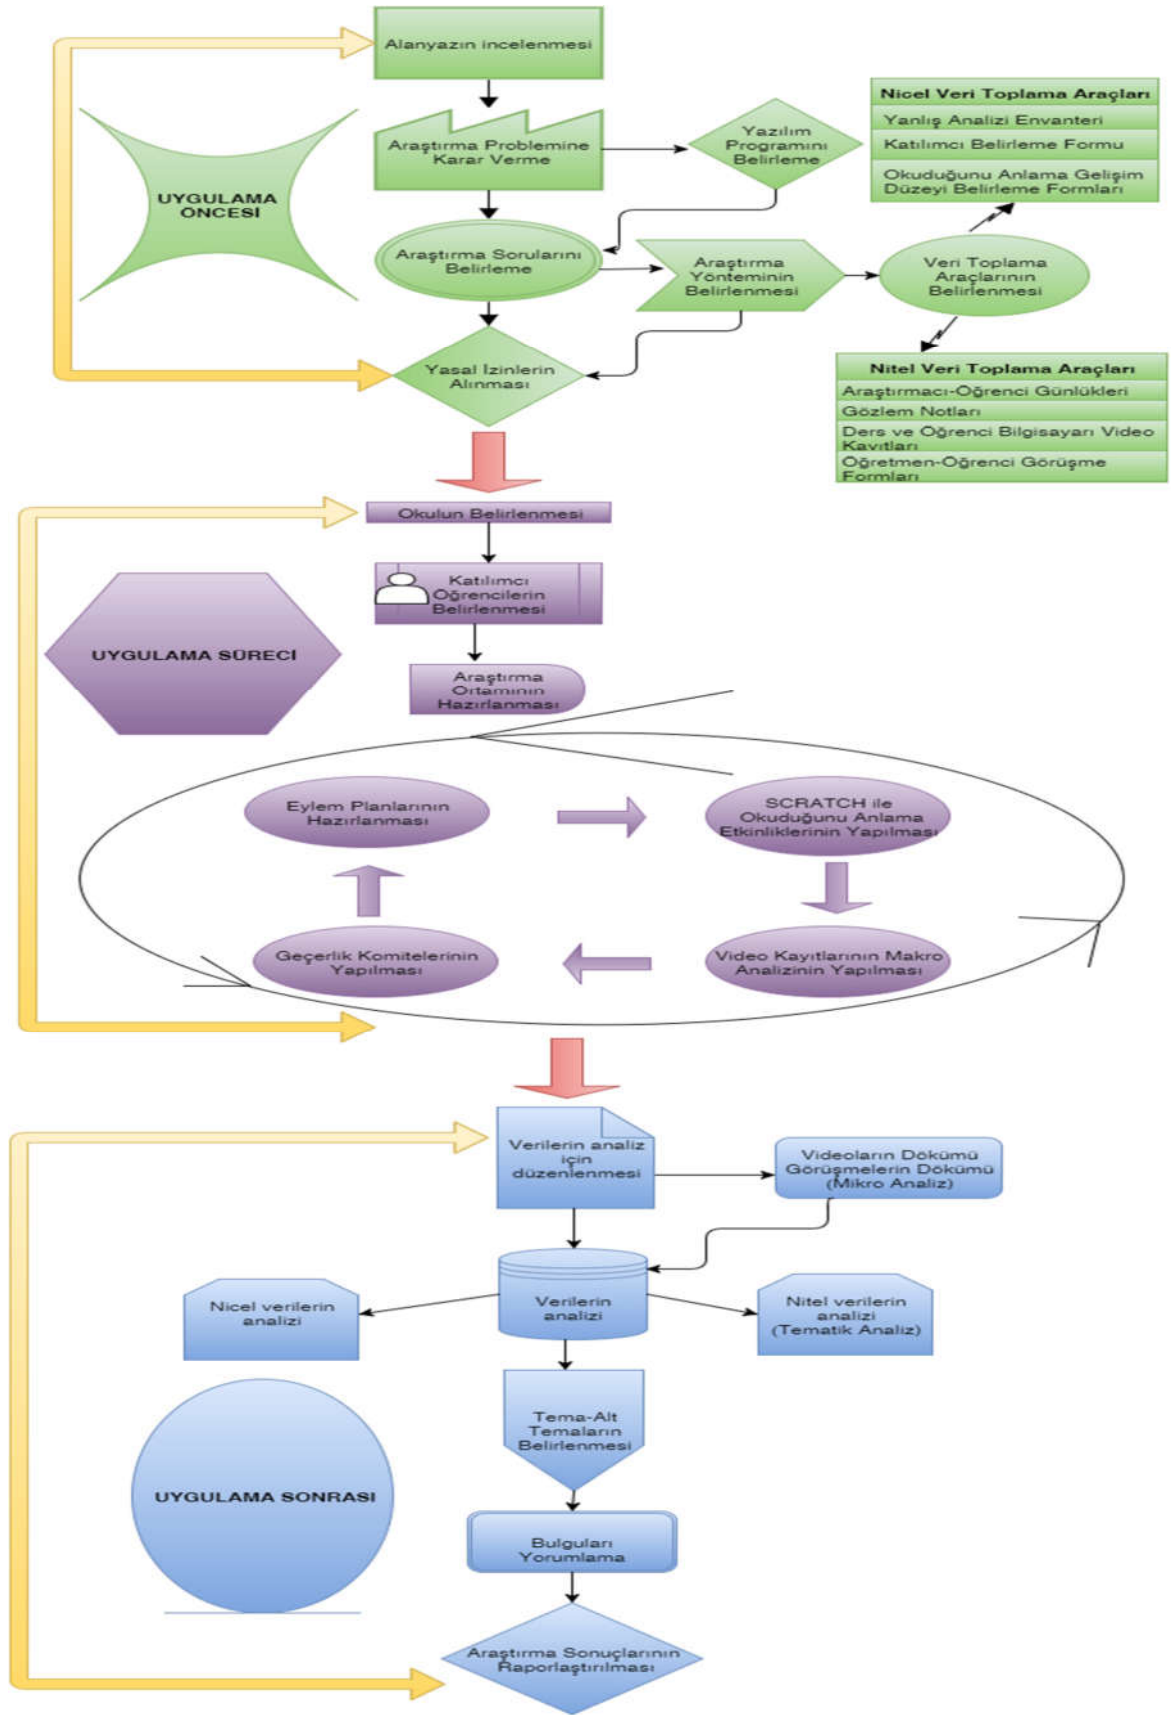 Alanyazın incelenmesi
Araştırma Problemine
Karar Verme
Yazılım
Programını
Belirleme
Nicel Veri Toplama Araçları
Yanlış Analizi Envanteri
Katılımcı Belirleme Formu
Okuduğunu Anlama Gelişim
Düzeyi Belirleme Formları
UYGULAMA
ÖNCESİ
Araştırma Sorularını
Belirleme
Araştırma
Yönteminin
Belirlenmesi
Veri Toplama
Araçlarının
Belirlenmesi
Yasal İzinlerin
Alınması
Nitel Veri Toplama Araçları
Araştırmacı-Öğrenci Günlükleri
Gözlem Notları
Ders ve Öğrenci Bilgisayarı Video
Kayıtları
Öğretmen-Öğrenci Görüşme
Formları
Okulun Belirlenmesi
Katılımcı
Öğrencilerin
Belirlenmesi
UYGULAMA SÜRECİ
Araştırma
Ortamının
Hazırlanması
Eylem Planlarının
Hazırlanması
SCRATCH ile
Okuduğunu Anlama
Etkinliklerinin Yapılması
Geçerlik Komitelerinin
Yapılması
Video Kayıtlarının Makro
Analizinin Yapılması
Verilerin analiz
için
düzenlenmesi
Videoların Dökümü
Görüşmelerin Dökümü
(Mikro Analiz)
Verilerin
analizi
Nicel verilerin
analizi
Nitel verilerin
analizi
(Tematik Analiz)
Tema-Alt
Temaların
Belirlenmesi
UYGULAMA SONRASI
Bulguları
Yorumlama
Araştırma Sonuçlarının
Raporlaştırılması